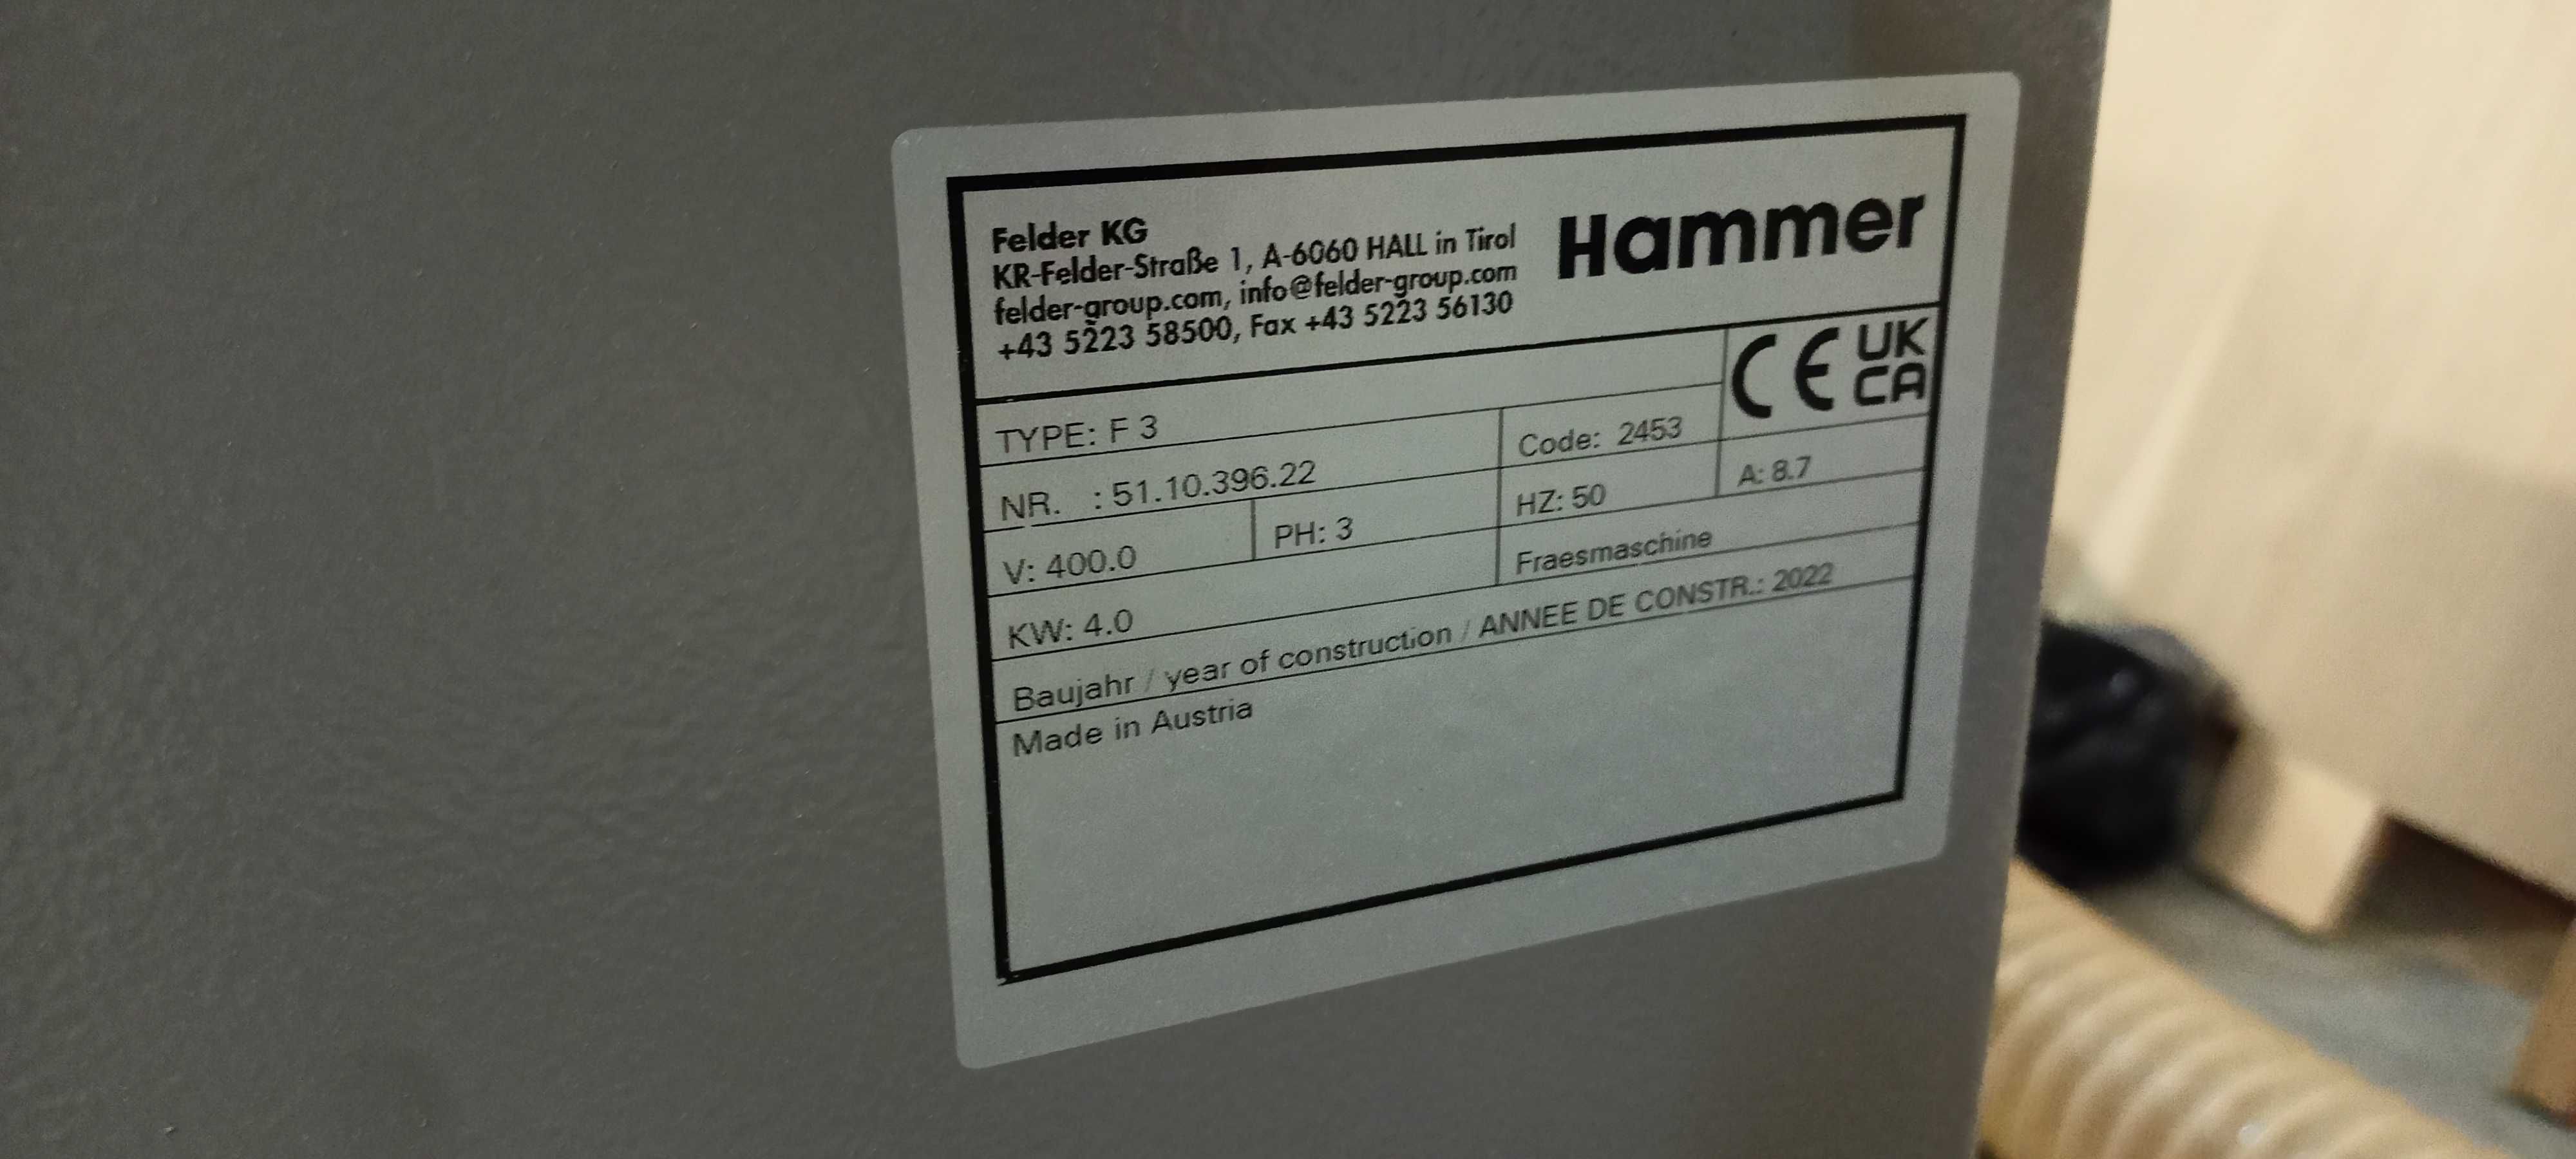 Felder KG
KR-Felder-Straße 1, A-6060 HALL in Tirol
felder-group.com, info@felder-group.com
+43 5223 58500, Fax +43 5223 56130
Hammer
CE UK CA
TYPE: F 3
NR. : 51.10.396.22
Code: 2453
V: 400.0
PH: 3
HZ: 50
A: 8.7
KW: 4.0
Fraesmaschine
Baujahr / year of construction / ANNEE DE CONSTR.: 2022
Made in Austria